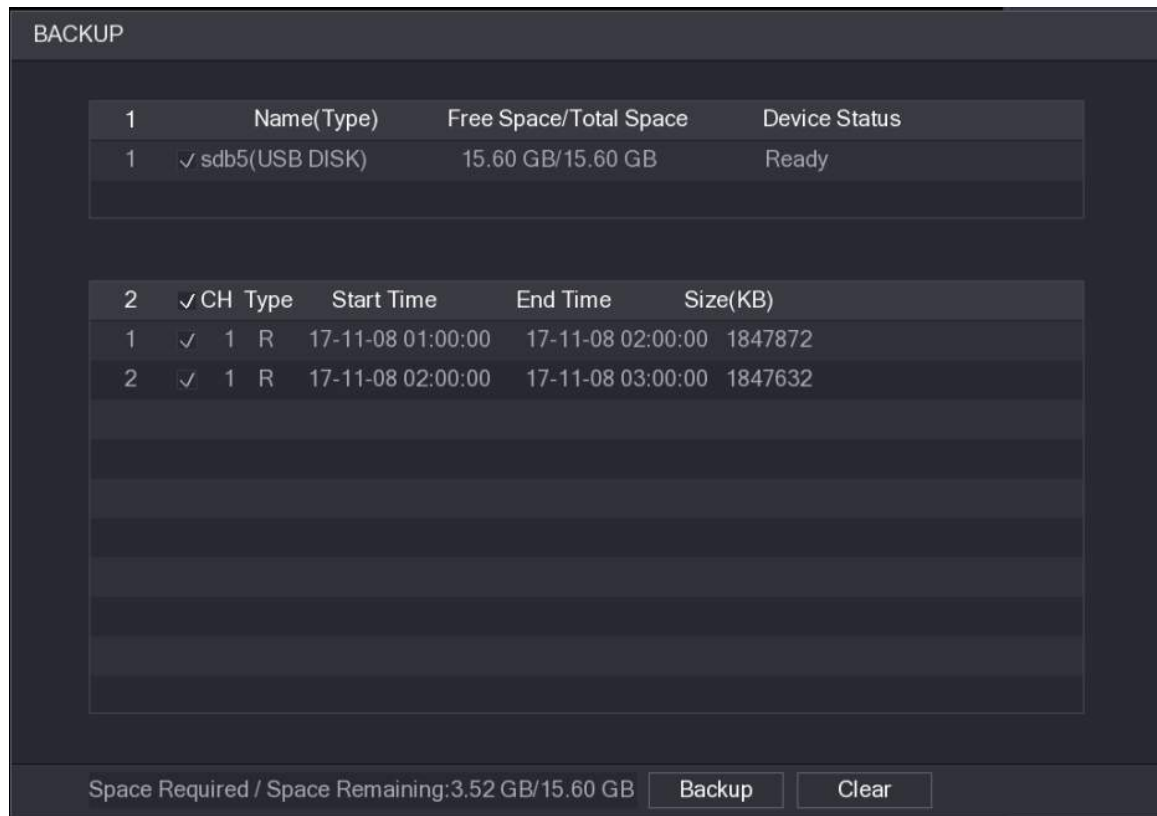 BACKUP
1 Name(Type) Free Space/Total Space Device Status
1 sdb5(USB DISK) 15.60 GB/15.60 GB Ready
2 CH Type Start Time End Time Size(KB)
1 1 R 17-11-08 01:00:00 17-11-08 02:00:00 1847872
2 1 R 17-11-08 02:00:00 17-11-08 03:00:00 1847632
Space Required / Space Remaining:3.52 GB/15.60 GB Backup Clear